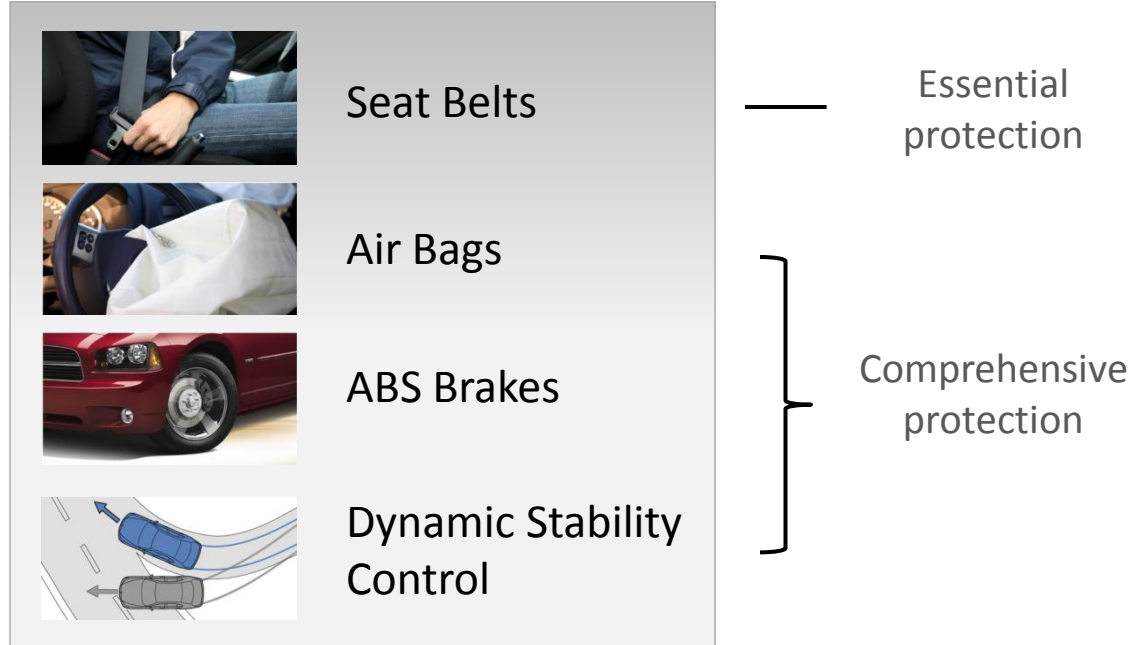 Seat Belts
Essential
protection
Air Bags
ABS Brakes
Comprehensive
protection
Dynamic Stability
Control